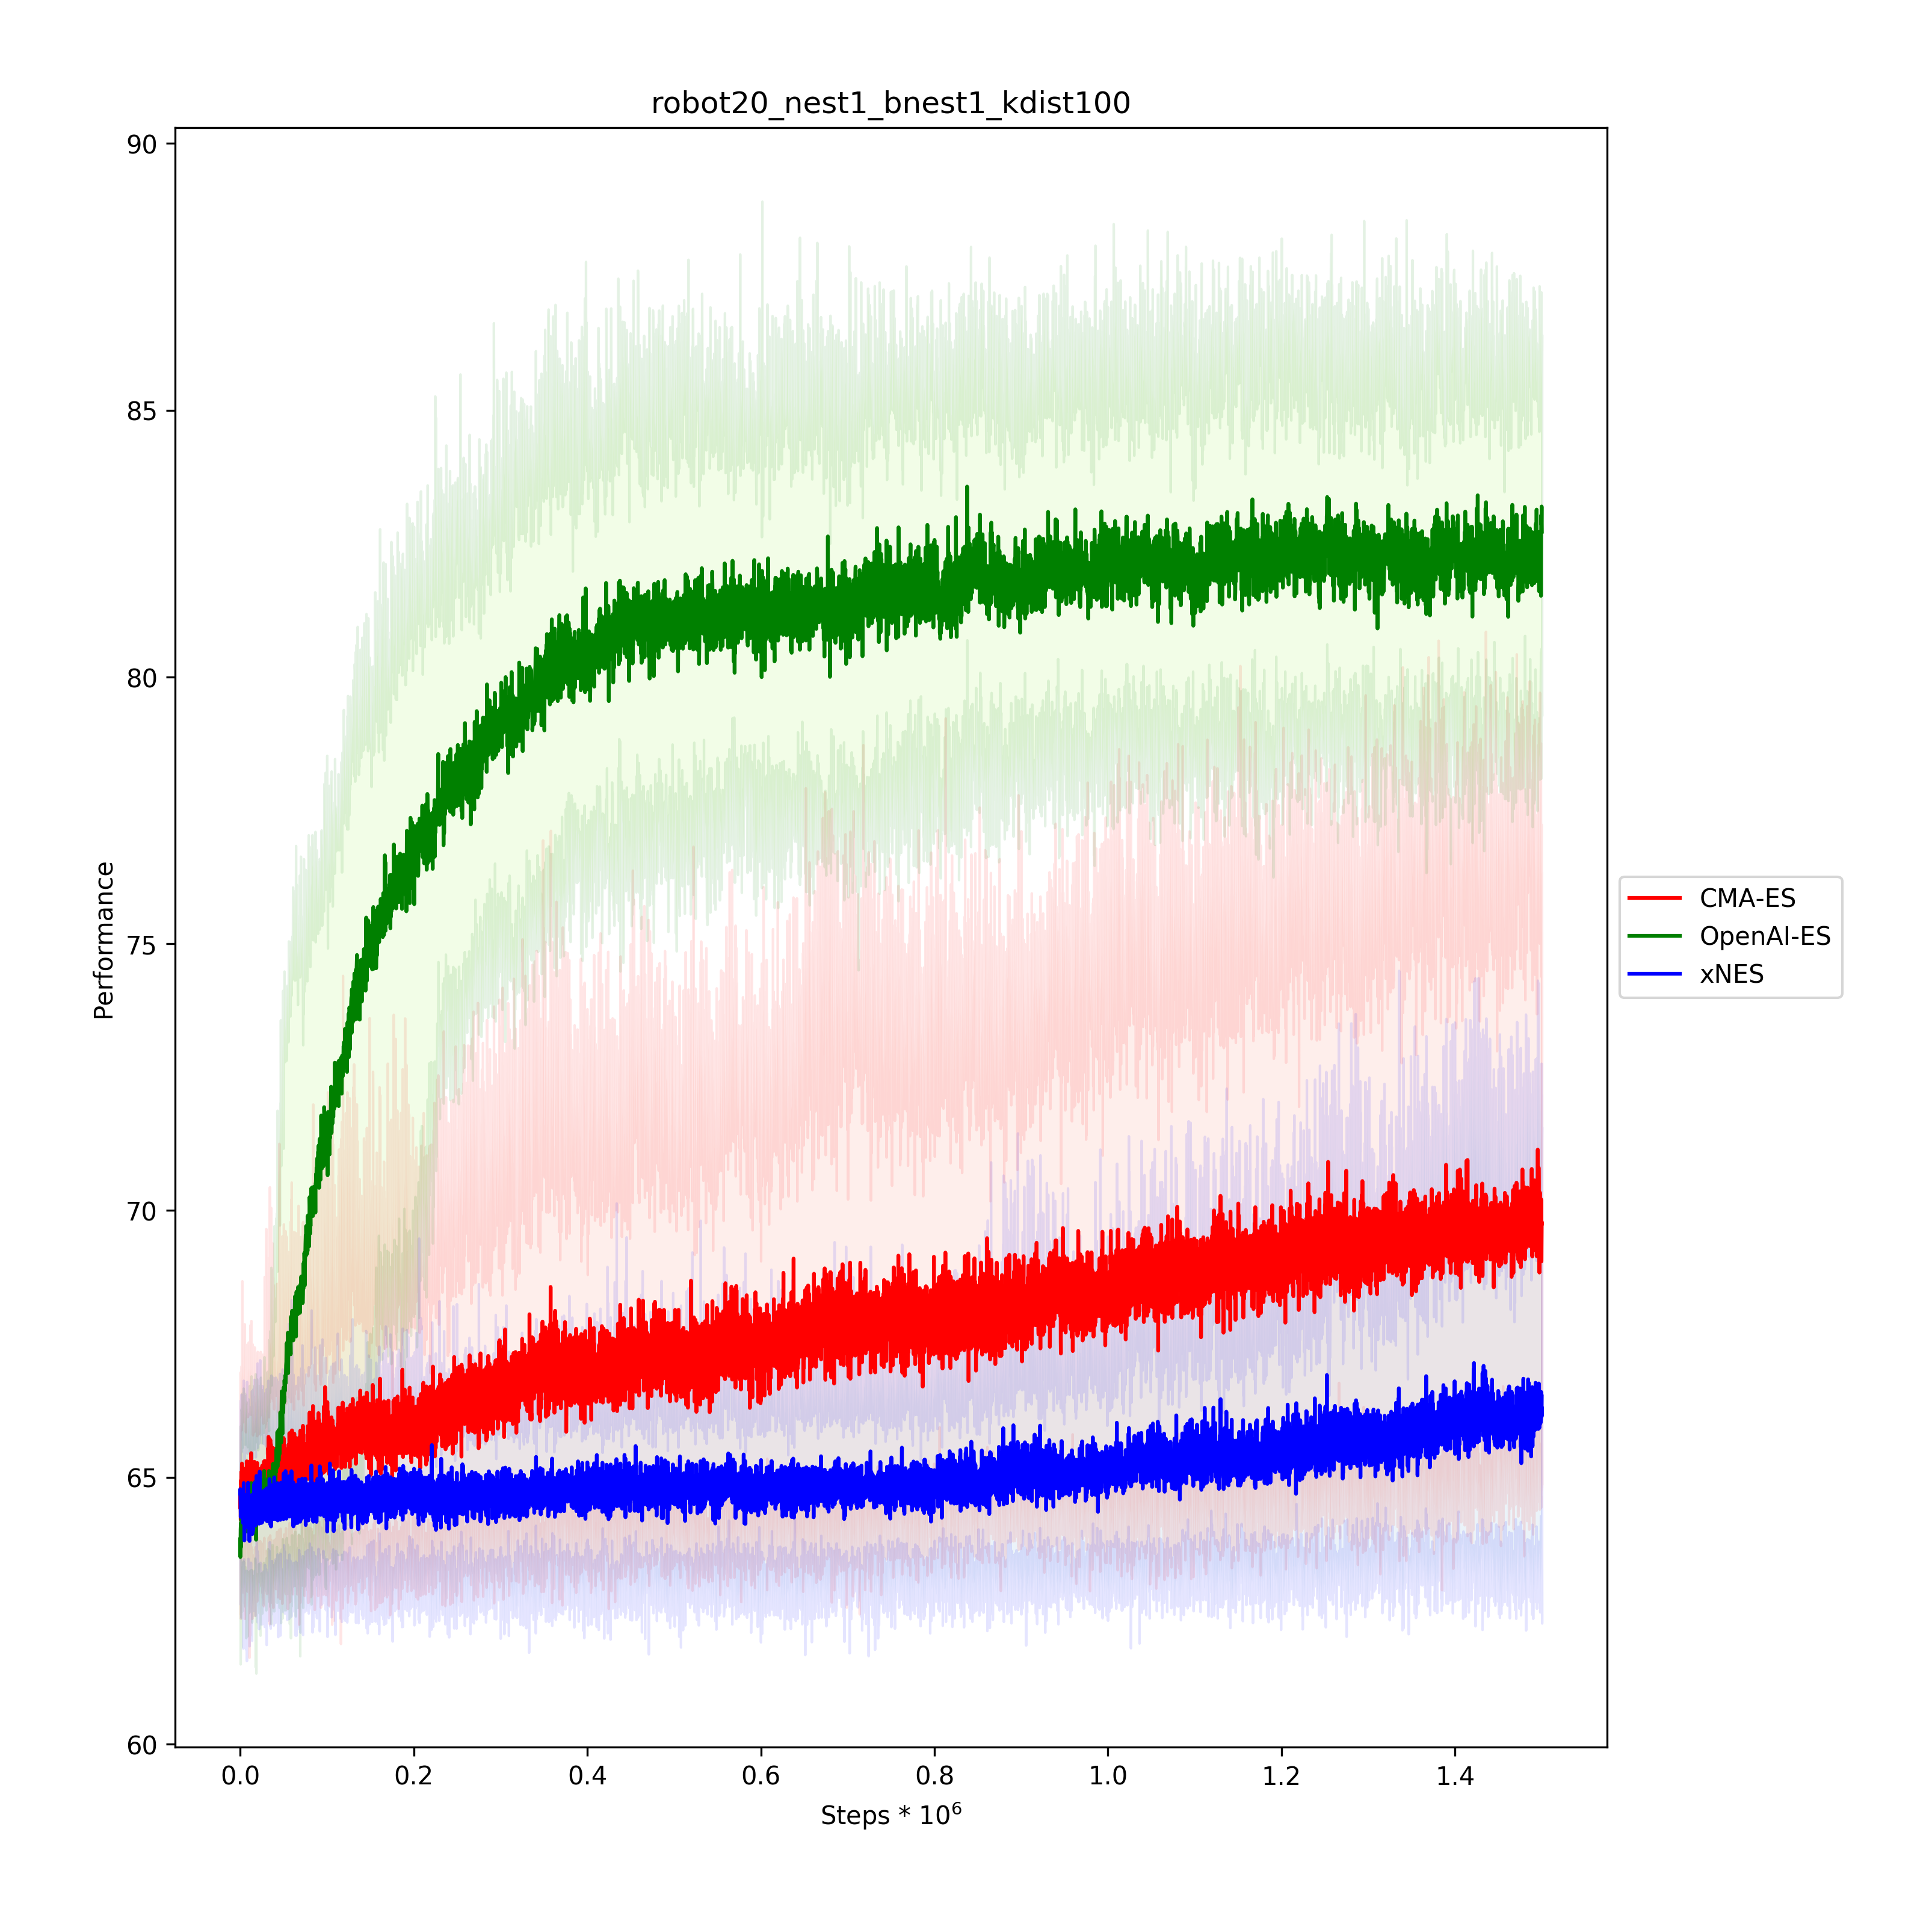 robot20_nest1_bnest1_kdist100
90
85
80
75
70
65
60
Performance
0.0 0.2 0.4 0.6 0.8 1.0 1.2 1.4
Steps * 10⁶
CMA-ES
OpenAI-ES
xNES